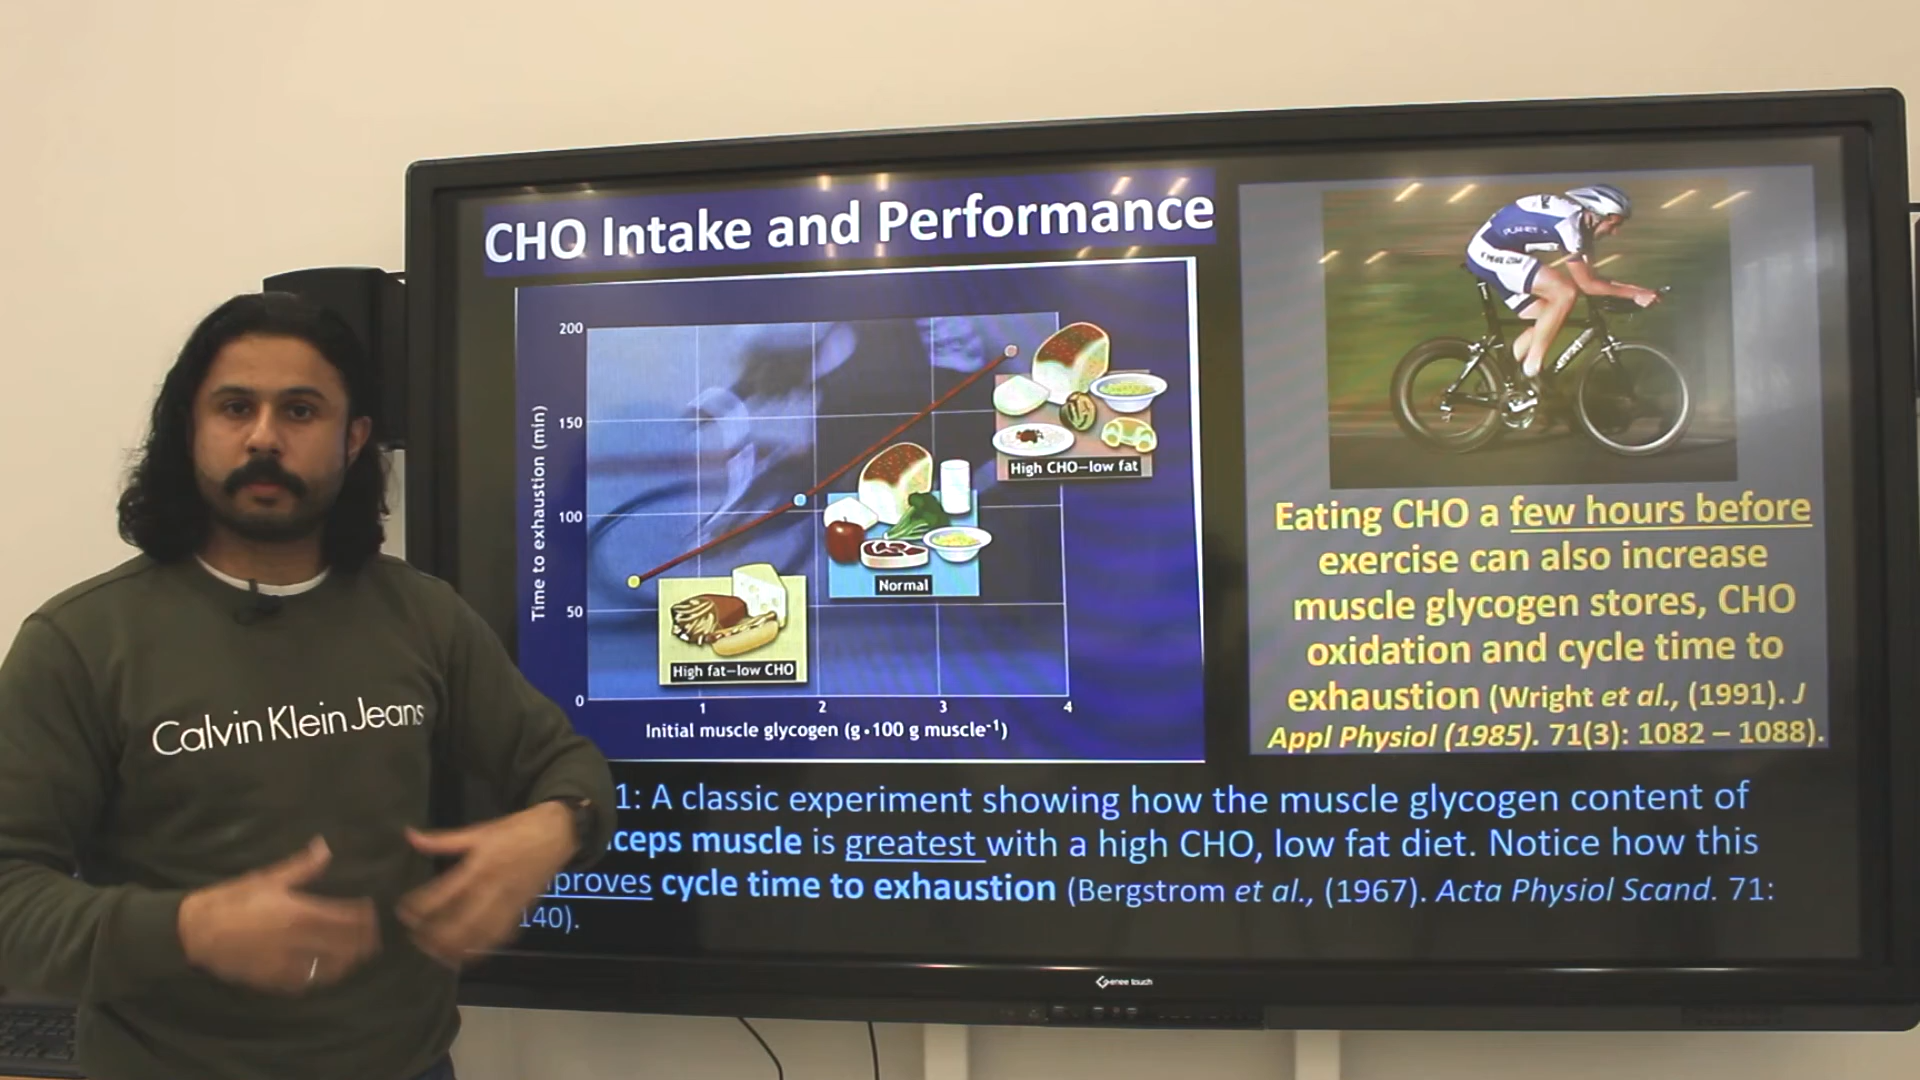 CHO Intake and Performance
200
150
100
50
0
Time to exhaustion (min)
High CHO–low fat
Normal
High fat–low CHO
1 2 3 4
Initial muscle glycogen (g•100 g muscle⁻¹)
Eating CHO a few hours before
exercise can also increase
muscle glycogen stores, CHO
oxidation and cycle time to
exhaustion (Wright et al., (1991). J
Appl Physiol (1985). 71(3): 1082 – 1088).
1: A classic experiment showing how the muscle glycogen content of
iceps muscle is greatest with a high CHO, low fat diet. Notice how this
proves cycle time to exhaustion (Bergstrom et al., (1967). Acta Physiol Scand. 71:
140).
Calvin Klein Jeans
Genee touch